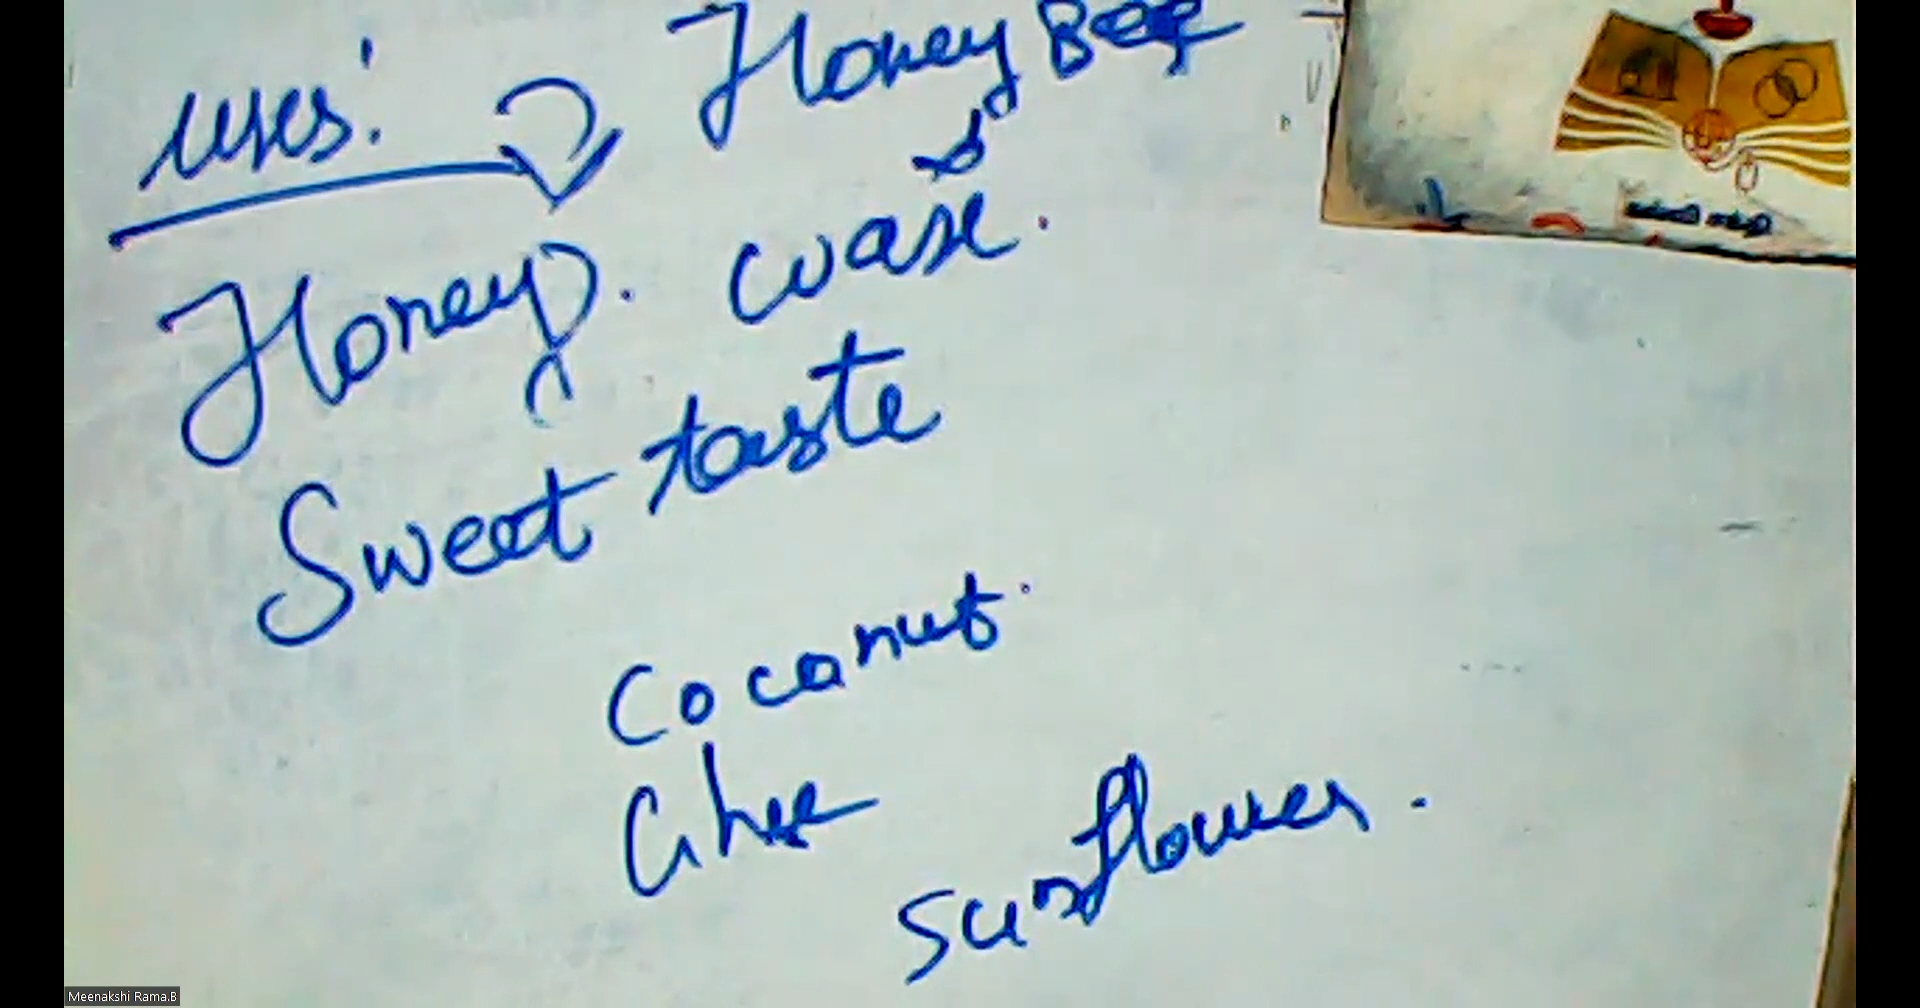 uses:
Honey Bee
Honey. wax.
Sweet taste
Coconut.
Ghee
Sunflower.
Meenakshi Rama.B